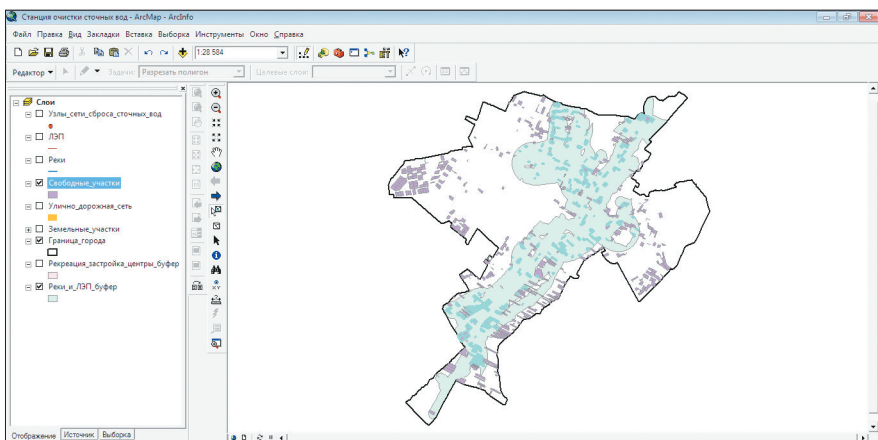 Станция очистки сточных вод - ArcMap - ArcInfo
Файл Правка Вид Закладки Вставка Выборка Инструменты Окно Справка
1:28 584
Редактор Задачи: Разрезать полигон Целевые слои:
Слои
Узлы_сети_сброса_сточных_вод
ЛЭП
Реки
Свободные_участки
Улично_дорожная_сеть
Земельные_участки
Граница_города
Рекреация_застройка_центры_буфер
Реки_и_ЛЭП_буфер
Отображение Источник Выборка